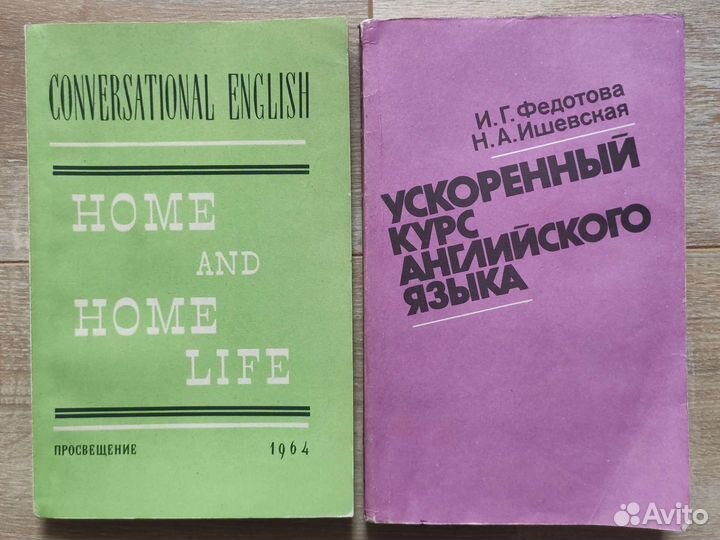 CONVERSATIONAL ENGLISH
HOME
AND
HOME
LIFE
ПРОСВЕЩЕНИЕ 1964
И.Г.Федотова
Н.А.Ишевская
УСКОРЕННЫЙ
КУРС
АНГЛИЙСКОГО
ЯЗЫКА
Avito